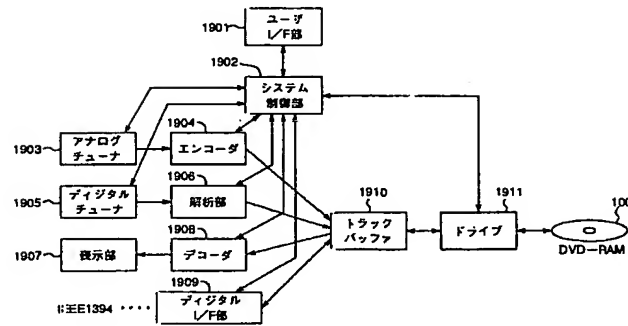 1901
ユーザ
I/F部
1902
システム
制御部
1904
1903
アナログ
チューナ
エンコーダ
1906
1905
ディジタル
チューナ
解析部
1910
1911
100
トラック
バッファ
ドライブ
DVD-RAM
1908
1907
表示部
デコーダ
1909
ディジタル
I/F部
E1394